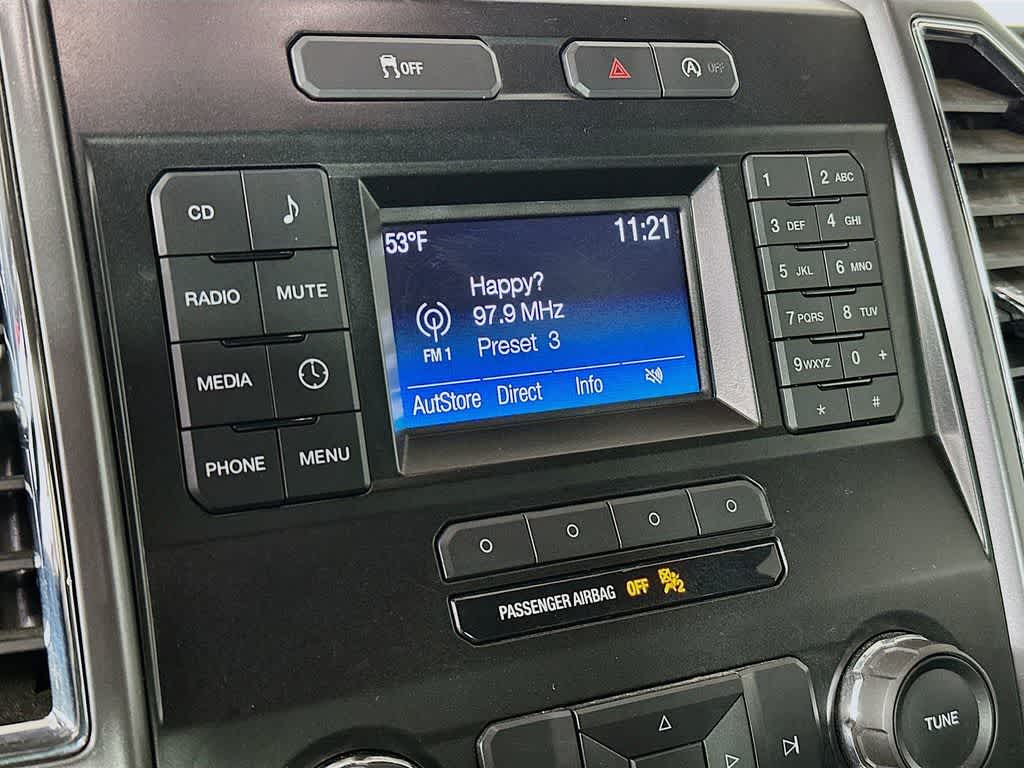 OFF
OFF
CD
RADIO MUTE
MEDIA
PHONE MENU
53°F 11:21
Happy?
97.9 MHz
FM 1 Preset 3
AutStore Direct Info
1 2 ABC
3 DEF 4 GHI
5 JKL 6 MNO
7 PQRS 8 TUV
9 WXYZ 0 +
* #
PASSENGER AIRBAG OFF 2
TUNE